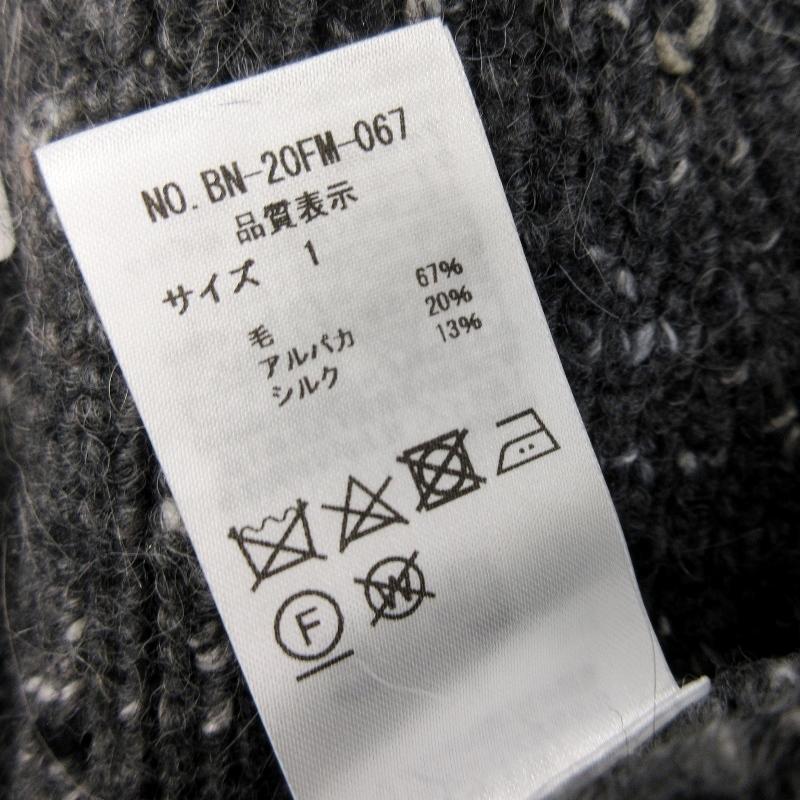 NO. BN-20FM-067
品質表示
サイズ 1
毛 67%
アルパカ 20%
シルク 13%
F W